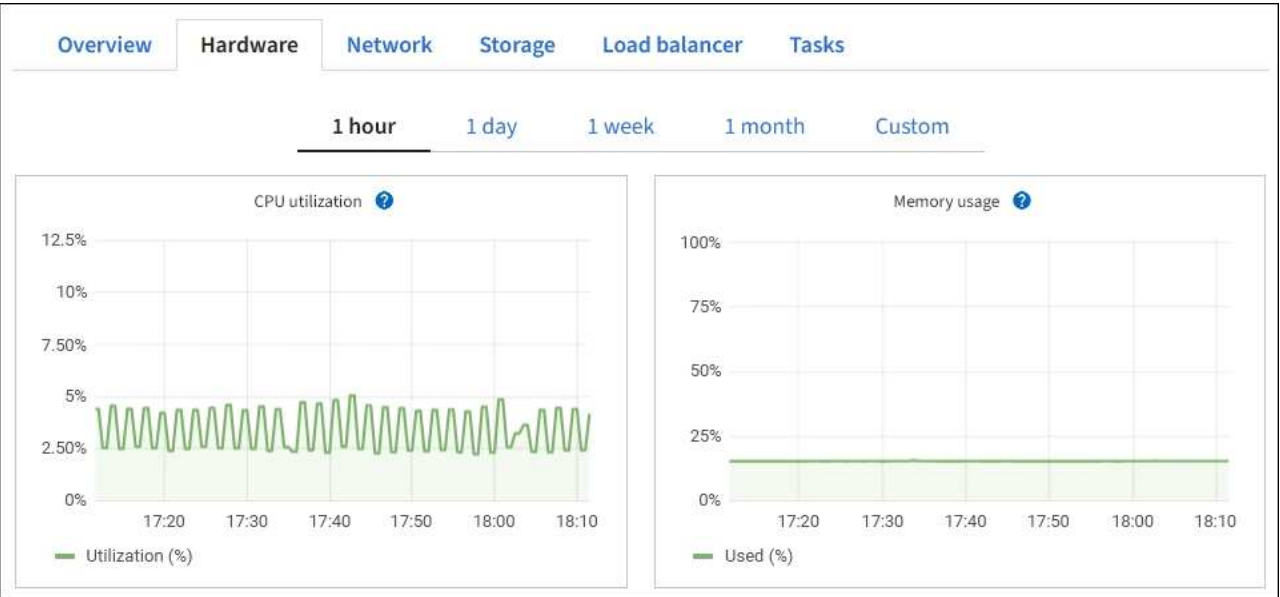 Overview Hardware Network Storage Load balancer Tasks
1 hour 1 day 1 week 1 month Custom
CPU utilization ?
12.5%
10%
7.50%
5%
2.50%
0%
17:20 17:30 17:40 17:50 18:00 18:10
Utilization (%)
Memory usage ?
100%
75%
50%
25%
0%
17:20 17:30 17:40 17:50 18:00 18:10
Used (%)